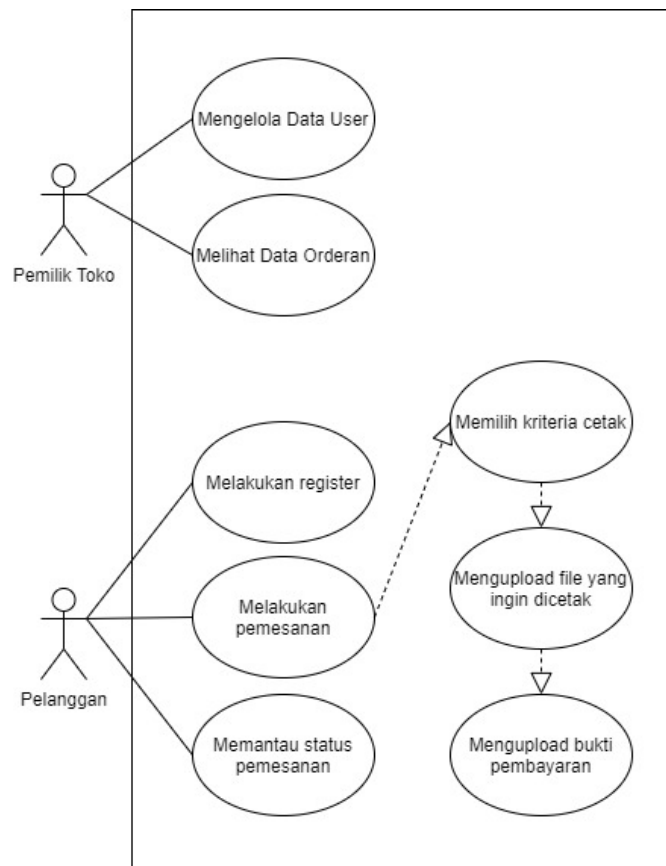 Mengelola Data User
Pemilik Toko
Melihat Data Orderan
Memilih kriteria cetak
Melakukan register
Mengupload file yang
ingin dicetak
Melakukan
pemesanan
Pelanggan
Memantau status
pemesanan
Mengupload bukti
pembayaran